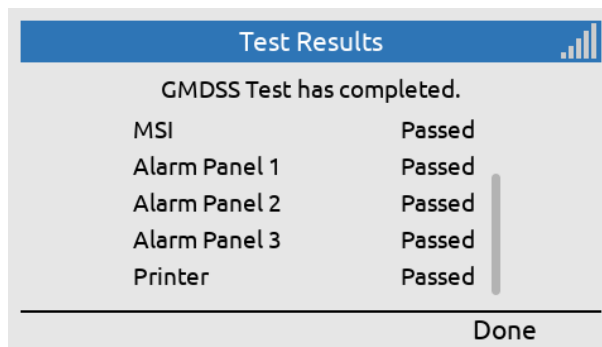 Test Results
GMDSS Test has completed.
MSI Passed
Alarm Panel 1 Passed
Alarm Panel 2 Passed
Alarm Panel 3 Passed
Printer Passed
Done